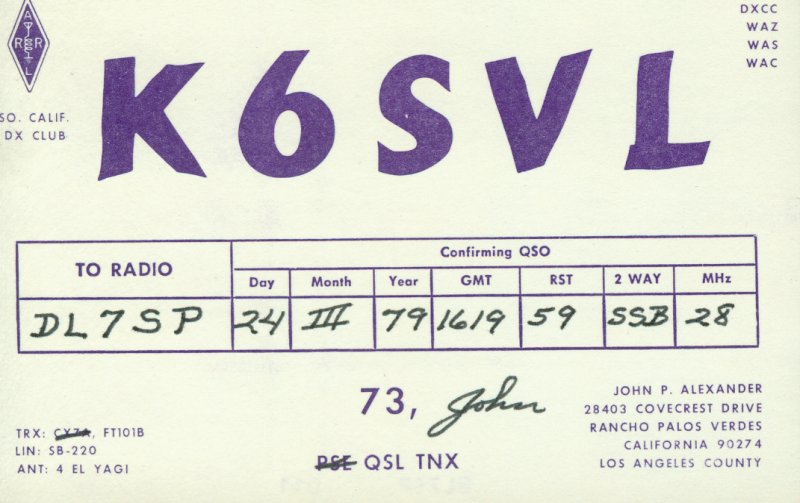 DXCC
WAZ
WAS
WAC
A
R R
L
SO. CALIF.
DX CLUB
K6SVL
TO RADIO
Confirming QSO
Day Month Year GMT RST 2 WAY MHz
DL7SP 24 III 79 1619 59 SSB 28
73, John
TRX: CX7A, FT101B
LIN: SB-220
ANT: 4 EL YAGI
PSE QSL TNX
JOHN P. ALEXANDER
28403 COVECREST DRIVE
RANCHO PALOS VERDES
CALIFORNIA 90274
LOS ANGELES COUNTY